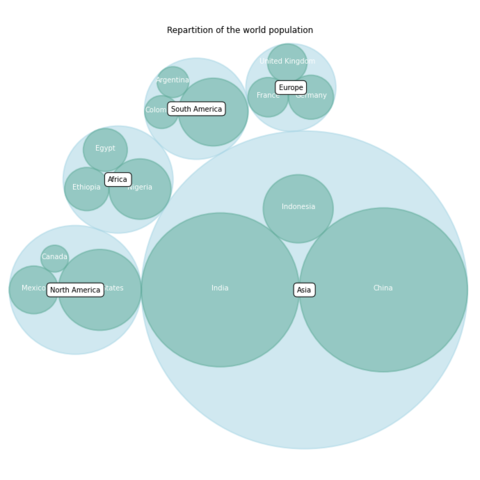 Repartition of the world population
United Kingdom
Europe
France
Germany
Argentina
South America
Colom
Egypt
Africa
Ethiopia
Nigeria
Indonesia
Canada
Mexico
North America
tates
India
Asia
China